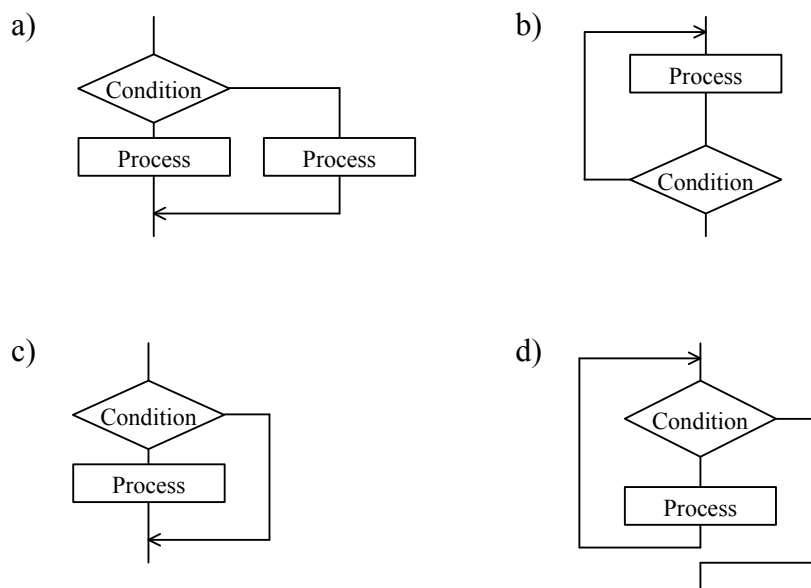 a)
Condition
Process Process
b)
Process
Condition
c)
Condition
Process
d)
Condition
Process